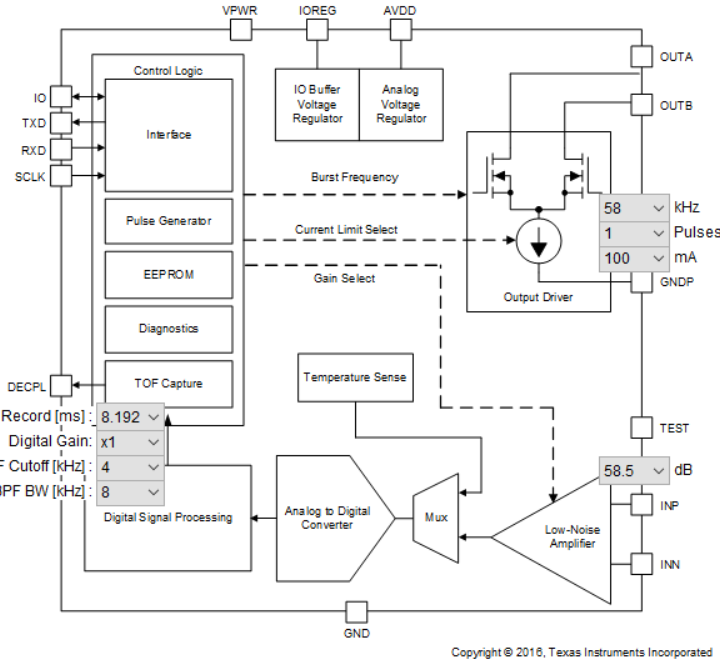 VPWR IOREG AVDD
Control Logic
OUTA
IO
TXD
RXD
SCLK
Interface
IO Buffer
Voltage
Regulator
Analog
Voltage
Regulator
OUTB
Burst Frequency
Pulse Generator
Current Limit Select
58 kHz
1 Pulses
100 mA
EEPROM
Gain Select
GNDP
Output Driver
Diagnostics
DECPL
TOF Capture
Temperature Sense
Record [ms] : 8.192
Digital Gain: x1
F Cutoff [kHz] : 4
BPF BW [kHz] : 8
TEST
58.5 dB
Digital Signal Processing
Analog to Digital
Converter
Mux
Low-Noise
Amplifier
INP
INN
GND
Copyright © 2016, Texas Instruments Incorporated